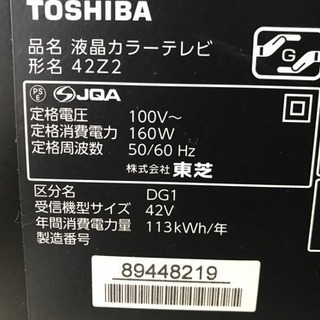 TOSHIBA
品名 液晶カラーテレビ
形名 42Z2
G
PS
E
JQA
定格電圧 100V～
定格消費電力 160W
定格周波数 50/60 Hz
株式会社 東芝
区分名 DG1
受信機型サイズ 42V
年間消費電力量 113kWh/年
製造番号
89448219